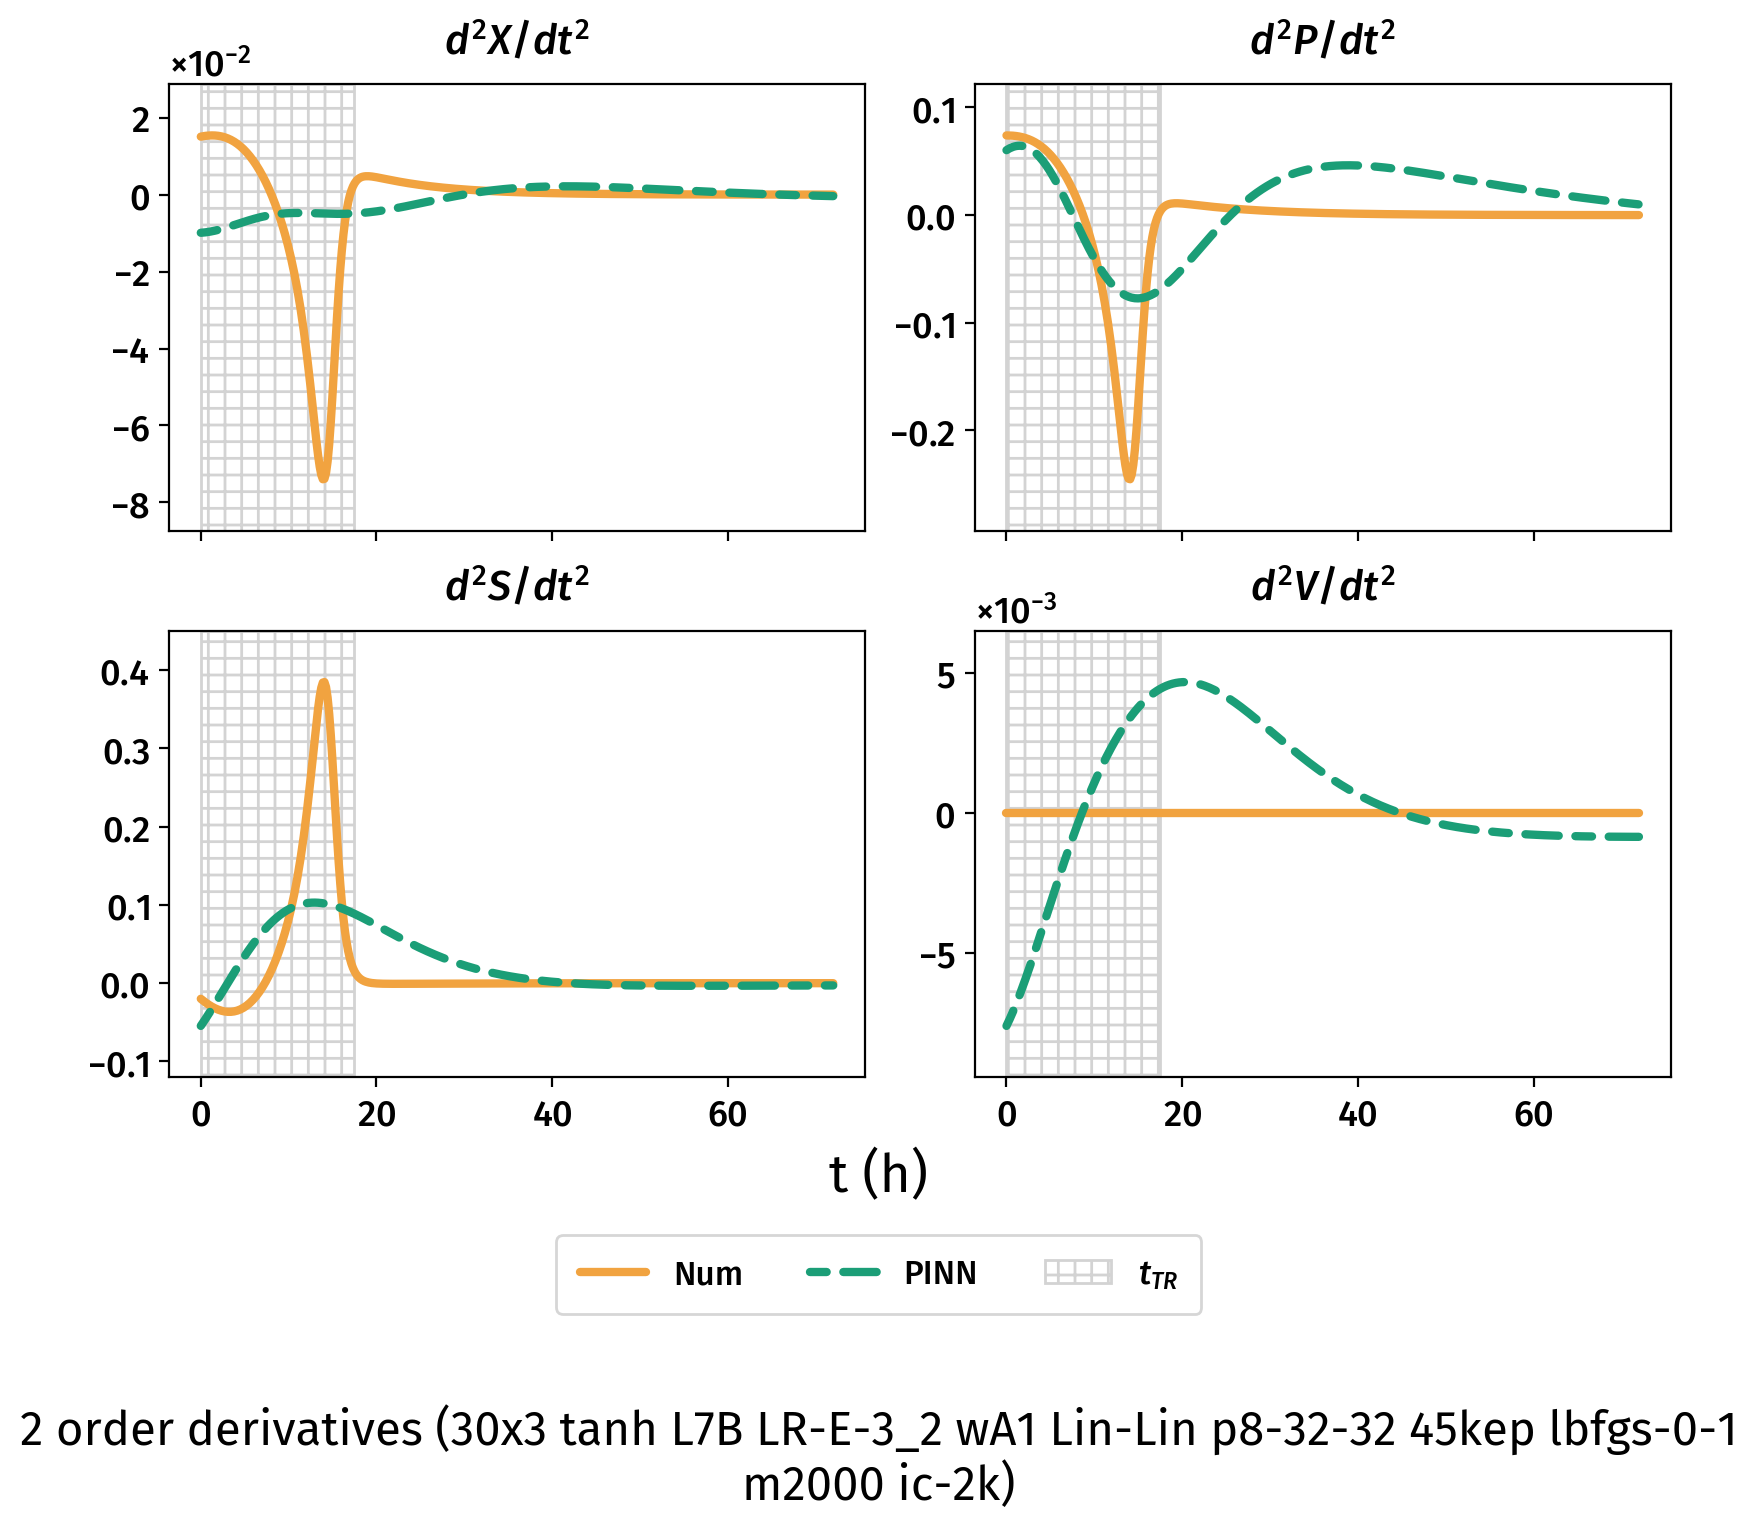 d²X/dt²
d²P/dt²
×10⁻²
2
0
−2
−4
−6
−8
0.1
0.0
−0.1
−0.2
d²S/dt²
d²V/dt²
×10⁻³
0.4
0.3
0.2
0.1
0.0
−0.1
5
0
−5
0 20 40 60
0 20 40 60
t (h)
Num PINN t_TR
2 order derivatives (30x3 tanh L7B LR-E-3_2 wA1 Lin-Lin p8-32-32 45kep lbfgs-0-1
m2000 ic-2k)